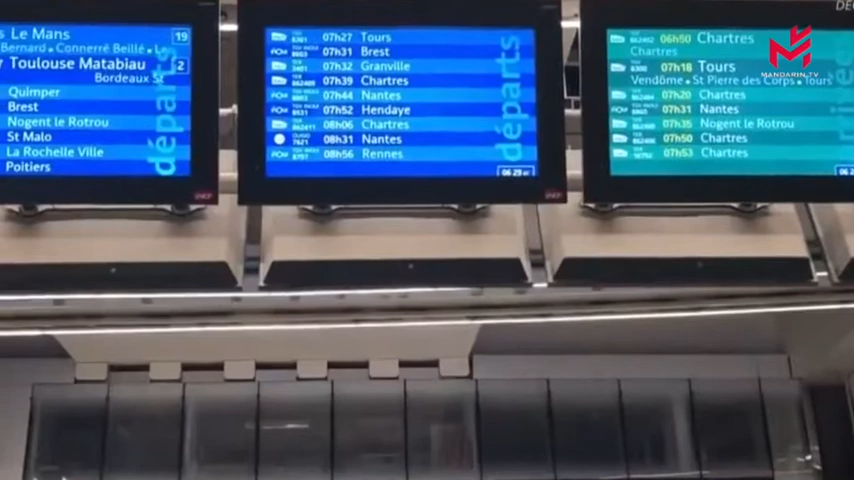 Le Mans 19
Bernard • Connerré Beillé •
Toulouse Matabiau 2
Bordeaux St
Quimper
Brest
Nogent le Rotrou
St Malo
La Rochelle Ville
Poitiers
départs
07h27 Tours
07h31 Brest
07h32 Granville
07h39 Chartres
07h44 Nantes
07h52 Hendaye
08h06 Chartres
08h31 Nantes
08h56 Rennes
départs
06 29
06h50 Chartres
Chartres
07h18 Tours
Vendôme • St Pierre des Corps • Tours
07h20 Chartres
07h31 Nantes
07h35 Nogent le Rotrou
07h50 Chartres
07h53 Chartres
MANDARIN TV